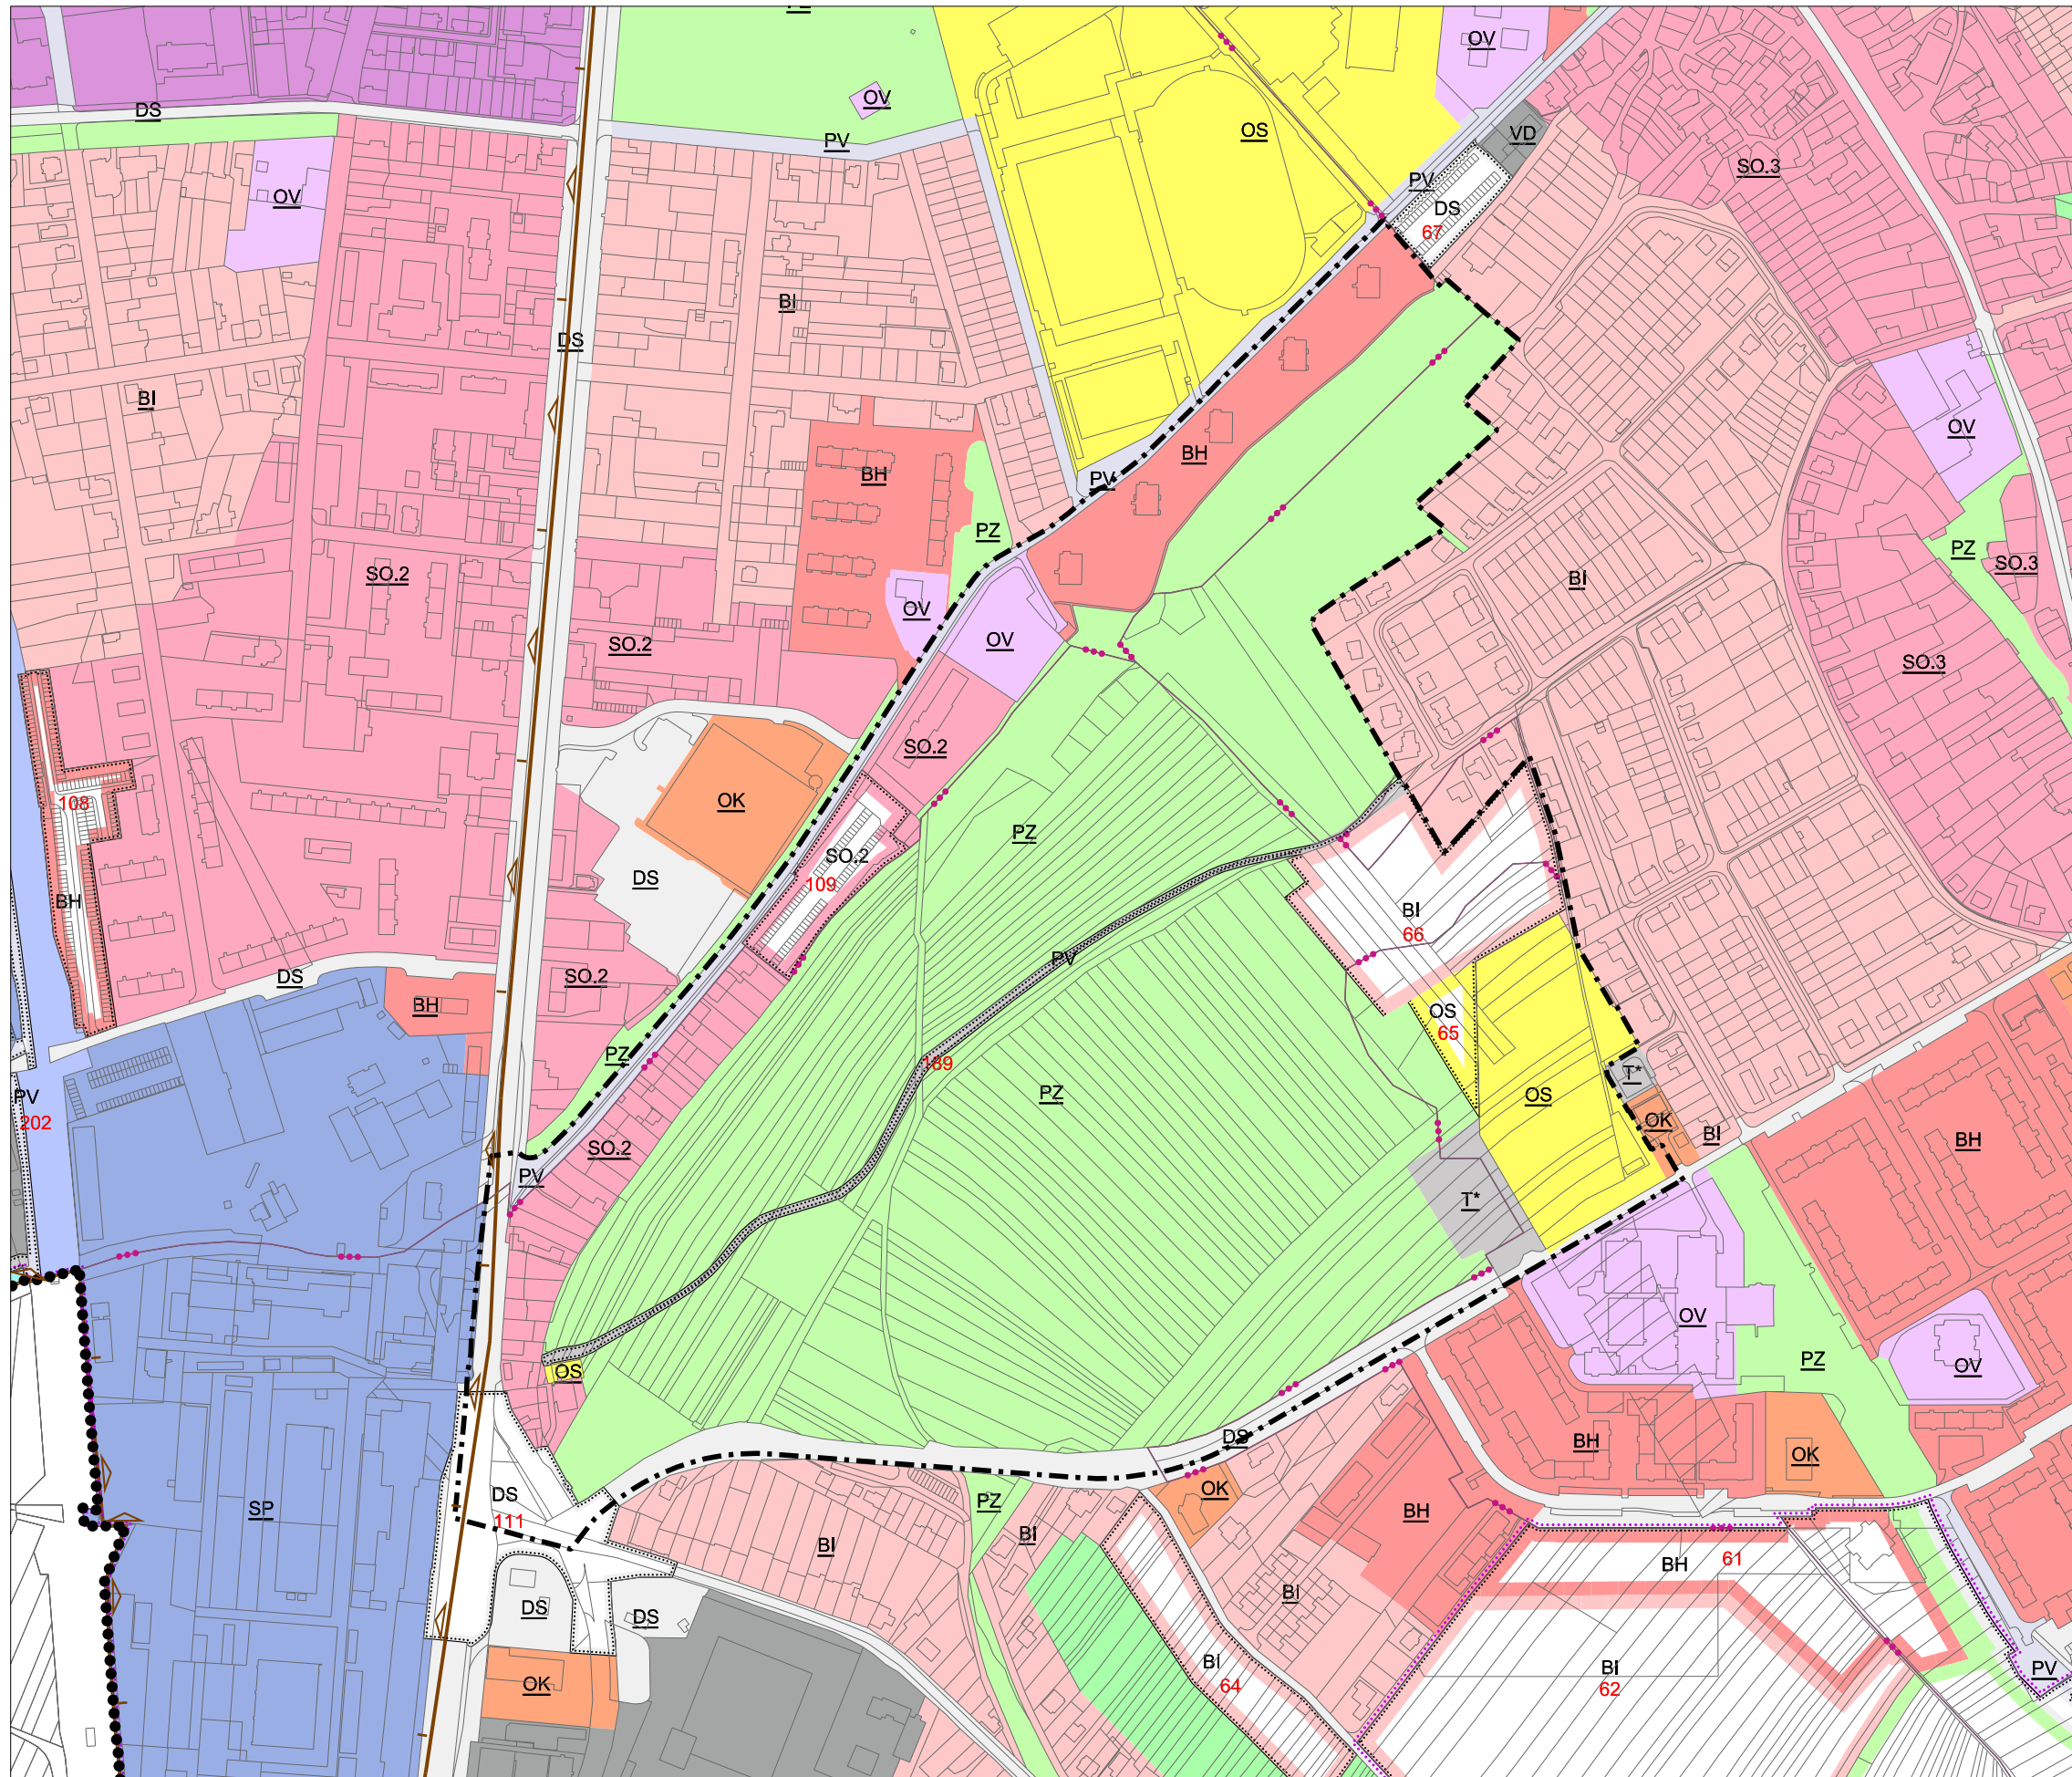 PZ
OV
DS
OV
PV
OS
VD
PV
SO.3
OV
DS
67
BI
DS
BI
OV
BH
BH
PV
PZ
PZ
SO.3
SO.2
BI
OV
OV
SO.2
SO.3
SO.2
OK
108
PZ
SO.2
109
DS
BH
BI
66
PV
DS
SO.2
BH
OS
65
PZ
189
T*
PV
202
PZ
OS
OK
BI
BH
SO.2
PV
T*
OV
OS
PZ
OV
DS
BH
OK
SP
DS
111
PZ
OK
BH
BI
BI
BH
61
BI
DS
DS
OK
BI
64
BI
62
PV